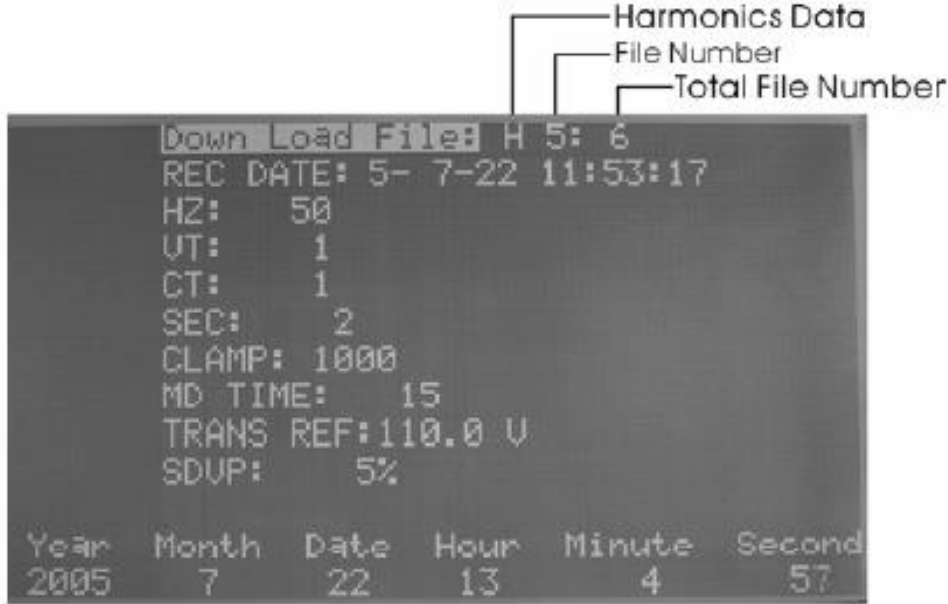 Harmonics Data
File Number
Total File Number
Down Load File: H 5: 6
REC DATE: 5- 7-22 11:53:17
HZ: 50
VT: 1
CT: 1
SEC: 2
CLAMP: 1000
MD TIME: 15
TRANS REF:110.0 V
SDVP: 5%
Year Month Date Hour Minute Second
2005 7 22 13 4 57